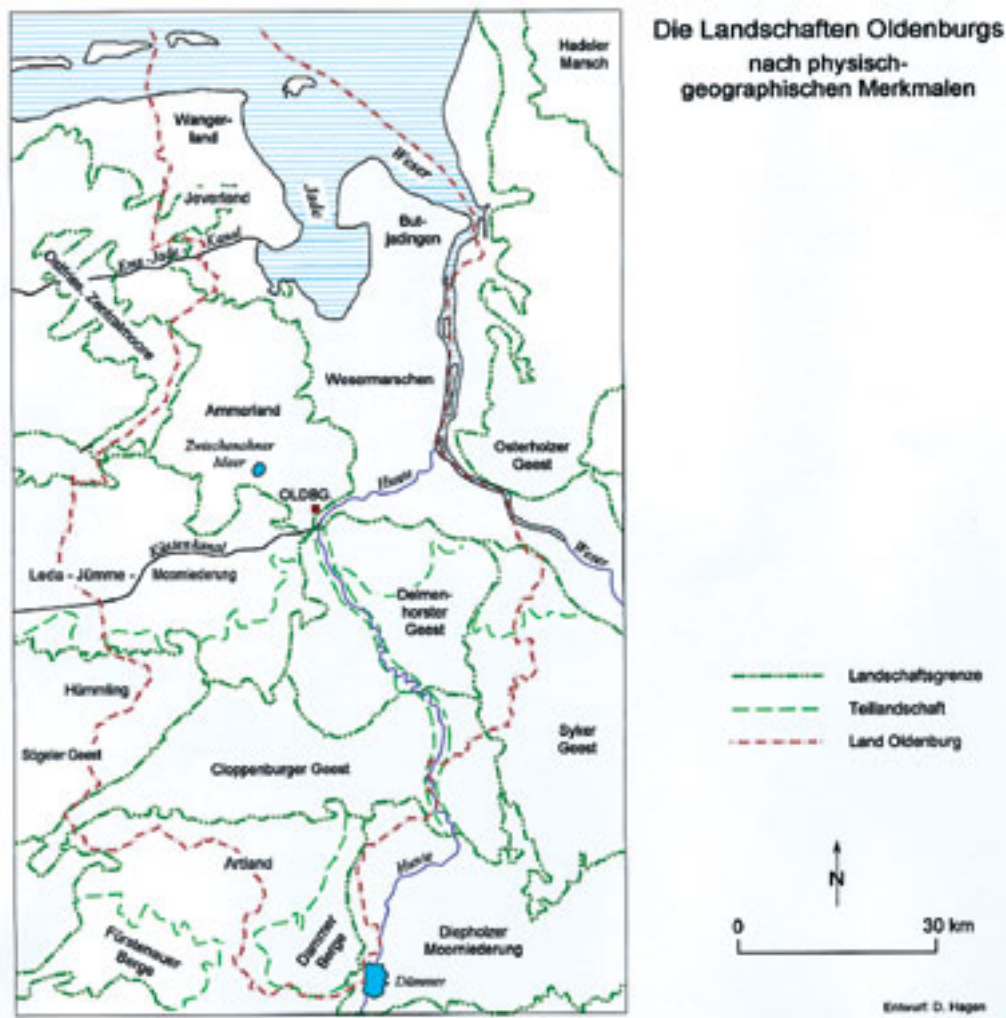 Die Landschaften Oldenburgs
nach physisch-
geographischen Merkmalen
Hadeler
Marsch
Wanger-
land
Weser
Jade
Jeverland
But-
jadingen
Ems-Jade Kanal
Ostfries. Zentralmoore
Wesermarschen
Ammerland
Zwischenahner
Meer
Osterholzer
Geest
OLDBG.
Hunte
Küstenkanal
Weser
Leda - Jümme -
Moorniederung
Delmen-
horster
Geest
Hümmling
Sögeler Geest
Syker
Geest
Cloppenburger Geest
Artland
Hunte
Fürstenauer
Berge
Dammer
Berge
Diepholzer
Moorniederung
Dümmer
Landschaftsgrenze
Teillandschaft
Land Oldenburg
N
0 30 km
Entwurf: D. Hagen